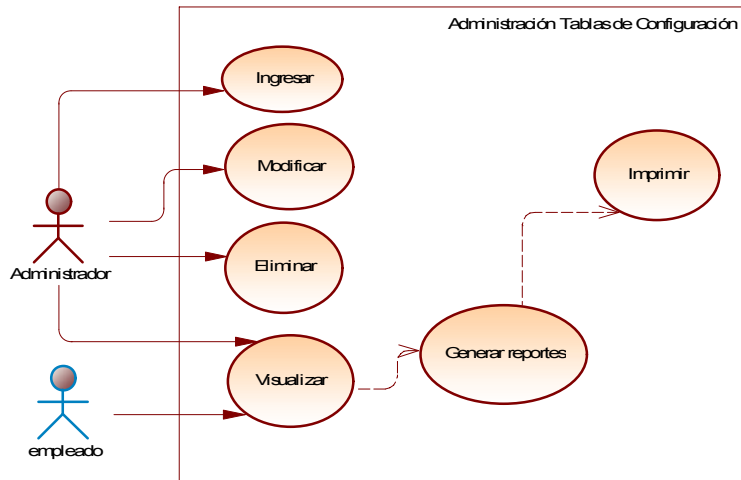 Administración Tablas de Configuración
Ingresar
Modificar
Imprimir
Eliminar
Administrador
Generar reportes
Visualizar
empleado